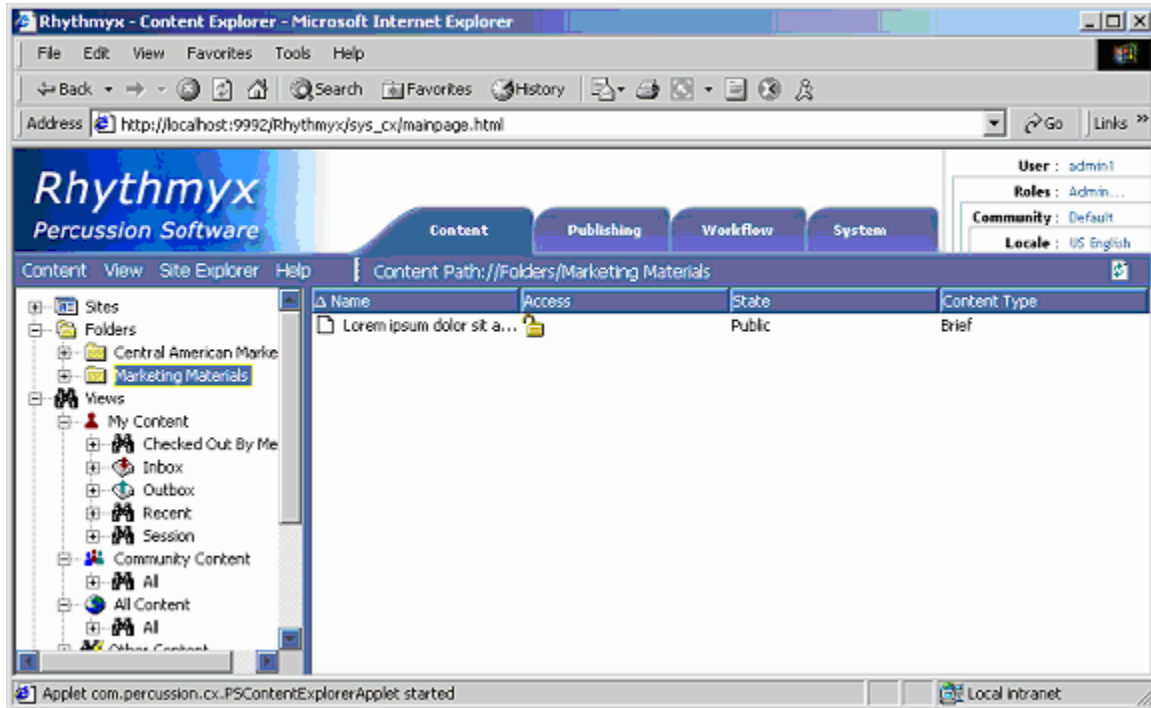 Rhythmyx - Content Explorer - Microsoft Internet Explorer
File Edit View Favorites Tools Help
Back Search Favorites History
Address http://localhost:9992/Rhythmyx/sys_cx/mainpage.html Go Links »
Rhythmyx
Percussion Software
Content Publishing Workflow System
User : admin1
Roles : Admin...
Community : Default
Locale : US English
Content View Site Explorer Help
Content Path://Folders/Marketing Materials
Sites
Folders
Central American Marke
Marketing Materials
Views
My Content
Checked Out By Me
Inbox
Outbox
Recent
Session
Community Content
All
All Content
All
Other Content
Name Access State Content Type
Lorem ipsum dolor sit a... Public Brief
Applet com.percussion.cx.PSContentExplorerApplet started
Local intranet